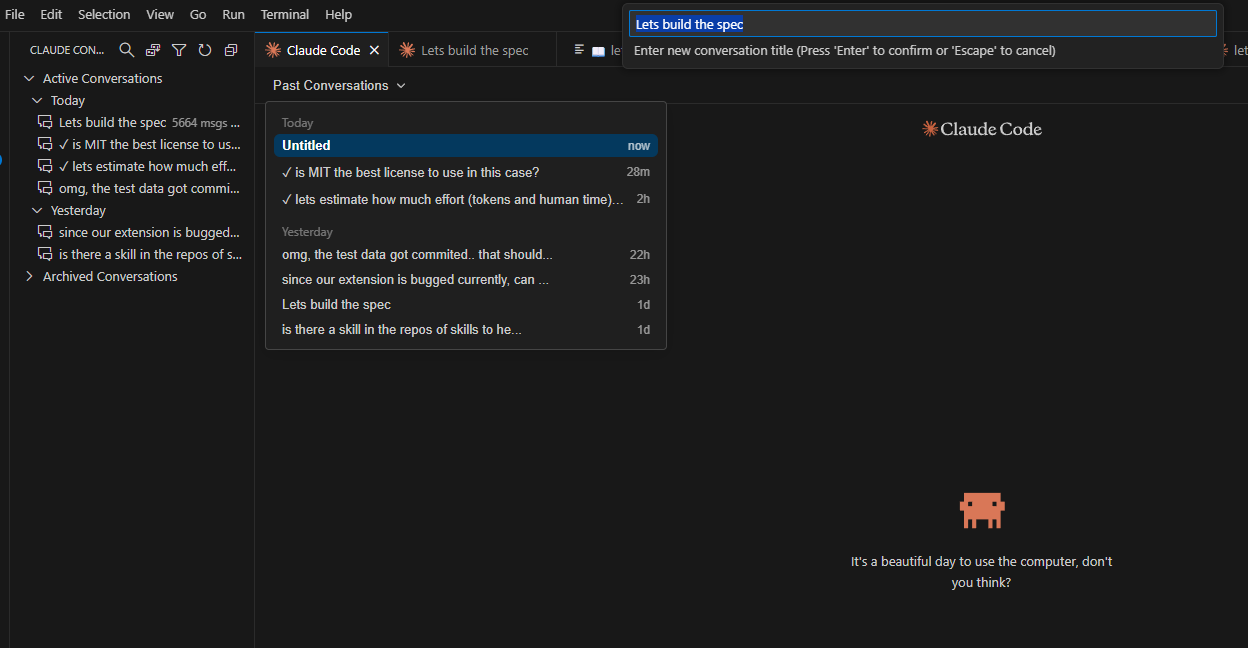 File Edit Selection View Go Run Terminal Help
Lets build the spec
Enter new conversation title (Press 'Enter' to confirm or 'Escape' to cancel)
CLAUDE CON...
Claude Code
Lets build the spec
le
let
Active Conversations
Today
Lets build the spec 5664 msgs ...
✓ is MIT the best license to us...
✓ lets estimate how much eff...
omg, the test data got commi...
Yesterday
since our extension is bugged...
is there a skill in the repos of s...
Archived Conversations
Past Conversations
Today
Untitled now
✓ is MIT the best license to use in this case? 28m
✓ lets estimate how much effort (tokens and human time)... 2h
Yesterday
omg, the test data got commited.. that should... 22h
since our extension is bugged currently, can ... 23h
Lets build the spec 1d
is there a skill in the repos of skills to he... 1d
Claude Code
It's a beautiful day to use the computer, don't
you think?